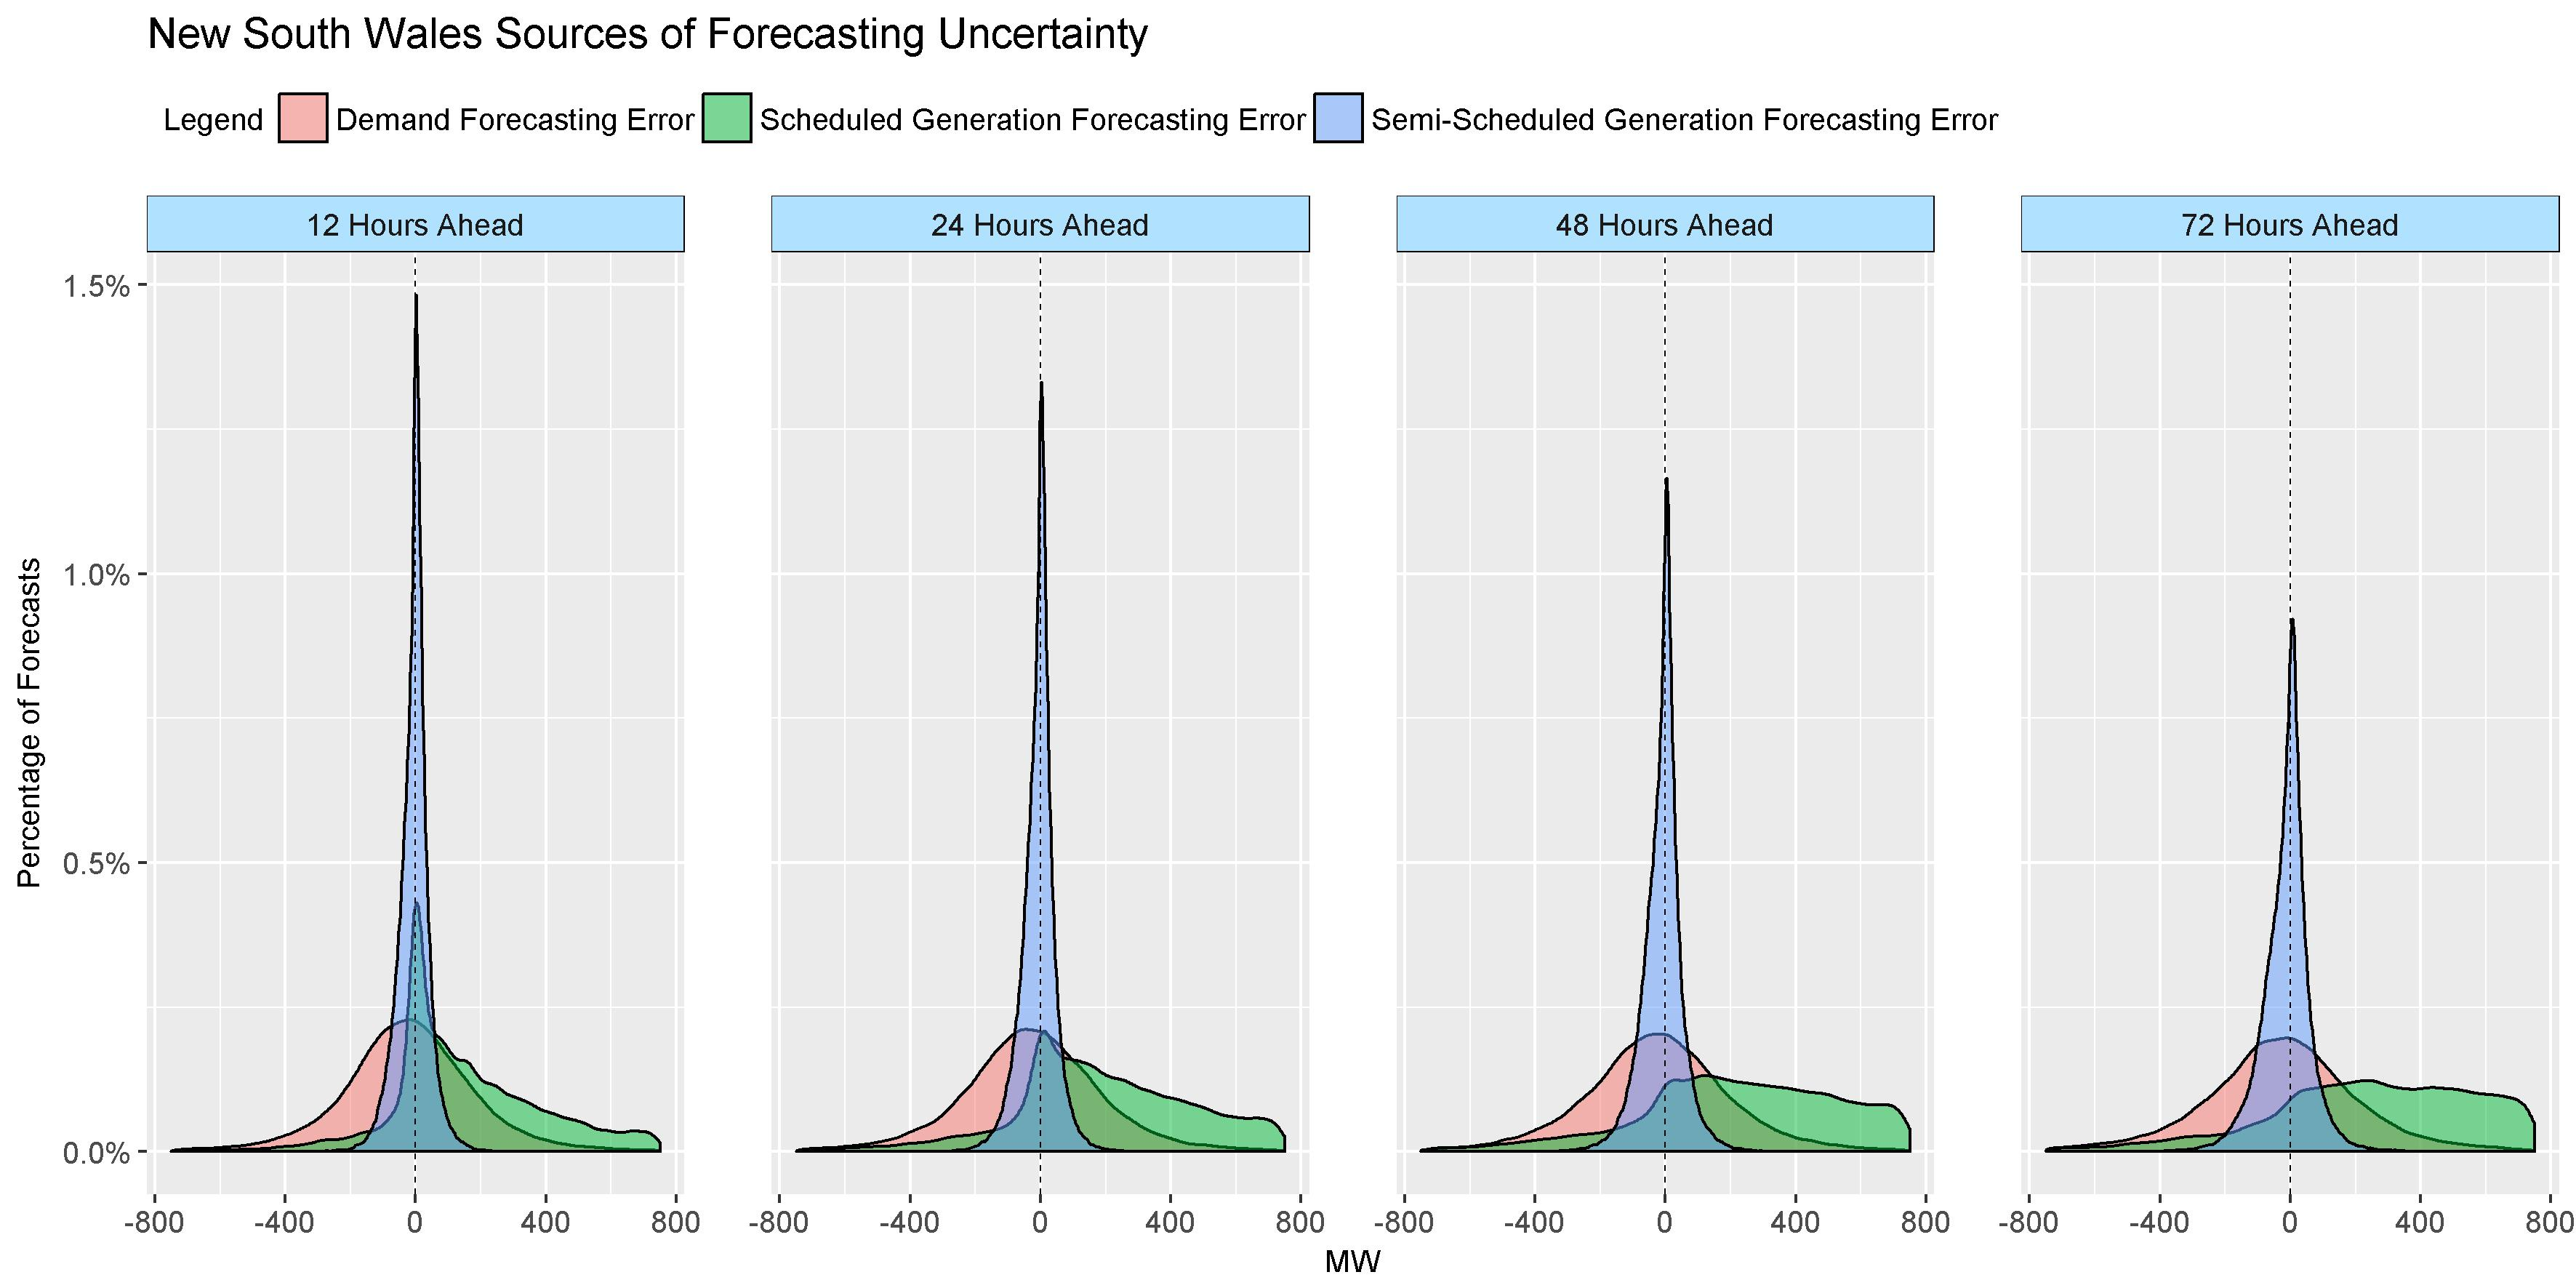 New South Wales Sources of Forecasting Uncertainty
Legend Demand Forecasting Error Scheduled Generation Forecasting Error Semi-Scheduled Generation Forecasting Error
12 Hours Ahead 24 Hours Ahead 48 Hours Ahead 72 Hours Ahead
1.5%
1.0%
0.5%
0.0%
Percentage of Forecasts
-800 -400 0 400 800 -800 -400 0 400 800 -800 -400 0 400 800 -800 -400 0 400 800
MW